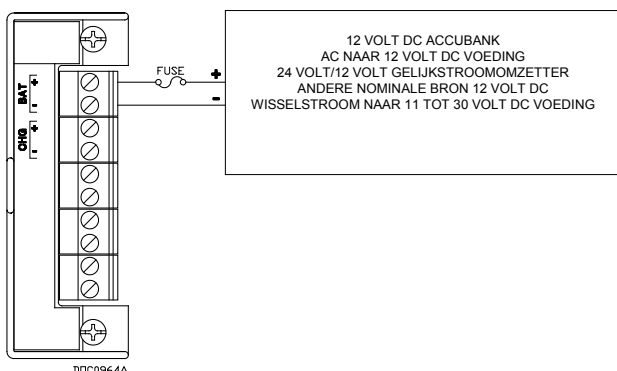 12 VOLT DC ACCUBANK
AC NAAR 12 VOLT DC VOEDING
24 VOLT/12 VOLT GELIJKSTROOMOMZETTER
ANDERE NOMINALE BRON 12 VOLT DC
WISSELSTROOM NAAR 11 TOT 30 VOLT DC VOEDING
FUSE
+
-
BAT
+
-
CHG
+
-